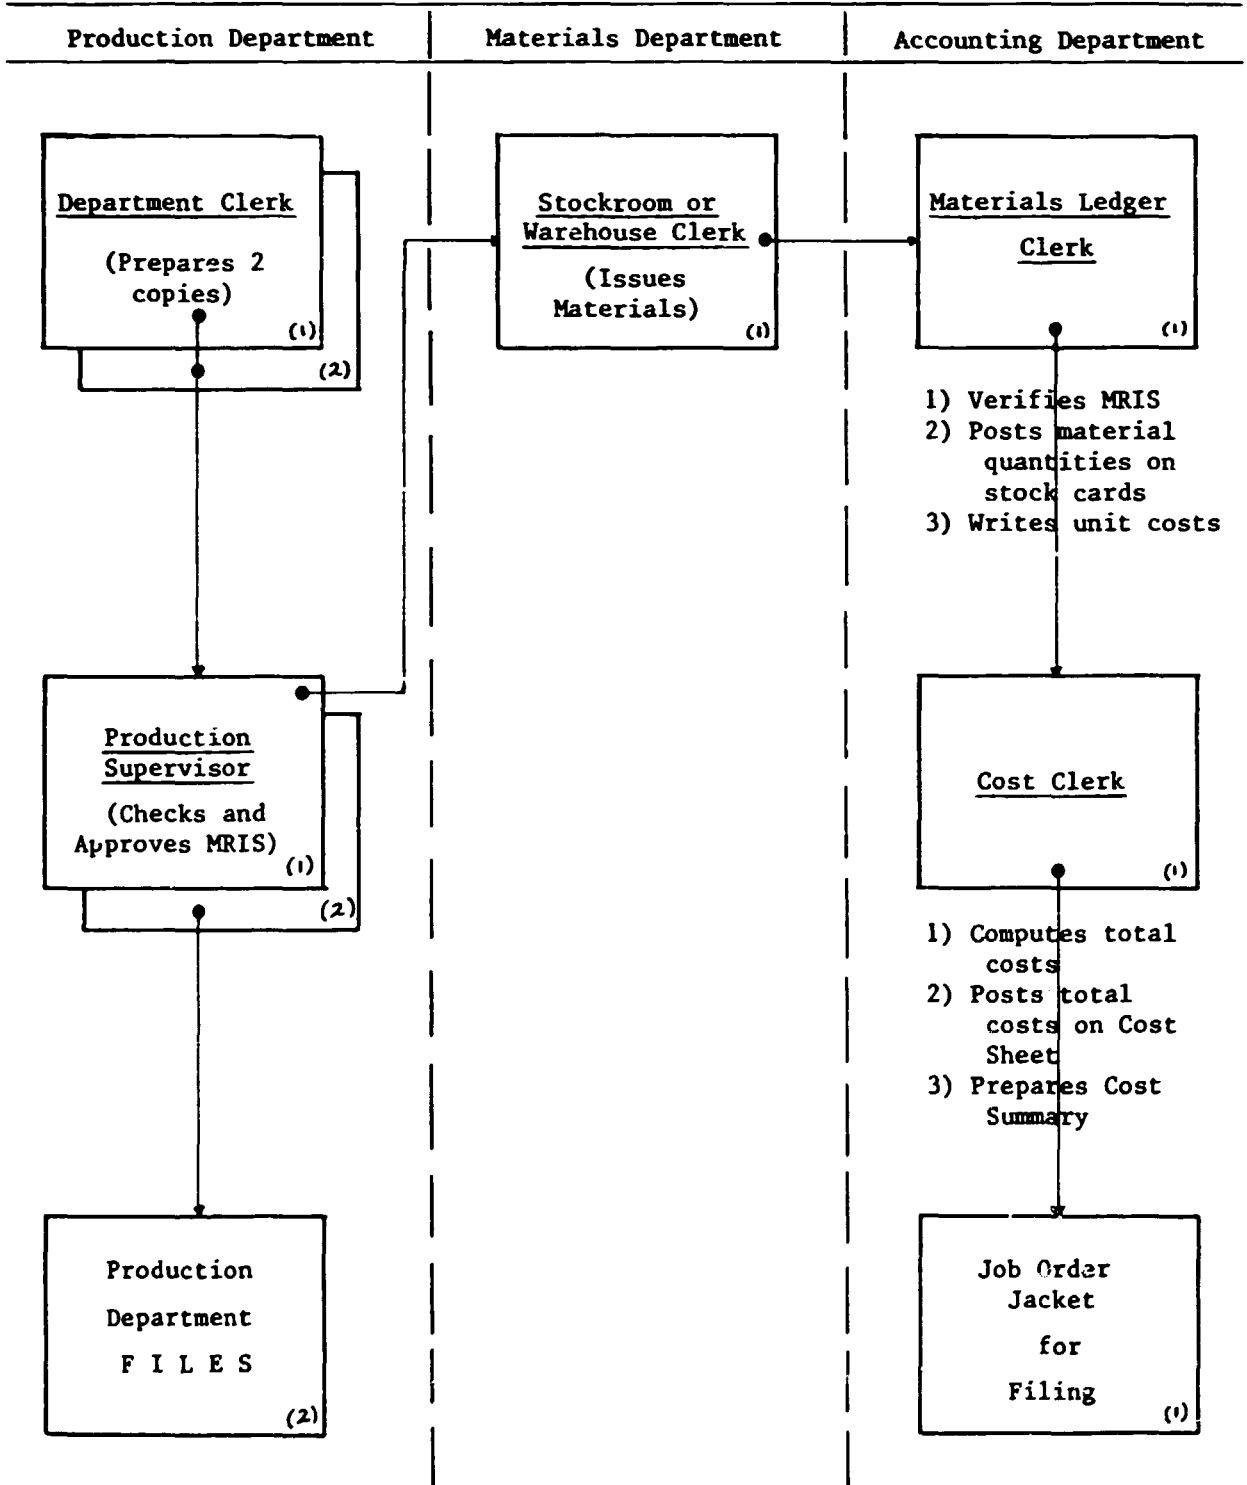 Production Department
Materials Department
Accounting Department
Department Clerk
(Prepares 2
copies)
(1)
(2)
Stockroom or
Warehouse Clerk
(Issues
Materials)
(1)
Materials Ledger
Clerk
(1)
1) Verifies MRIS
2) Posts material
quantities on
stock cards
3) Writes unit costs
Production
Supervisor
(Checks and
Approves MRIS)
(1)
(2)
Cost Clerk
(1)
1) Computes total
costs
2) Posts total
costs on Cost
Sheet
3) Prepares Cost
Summary
Production
Department
F I L E S
(2)
Job Order
Jacket
for
Filing
(1)